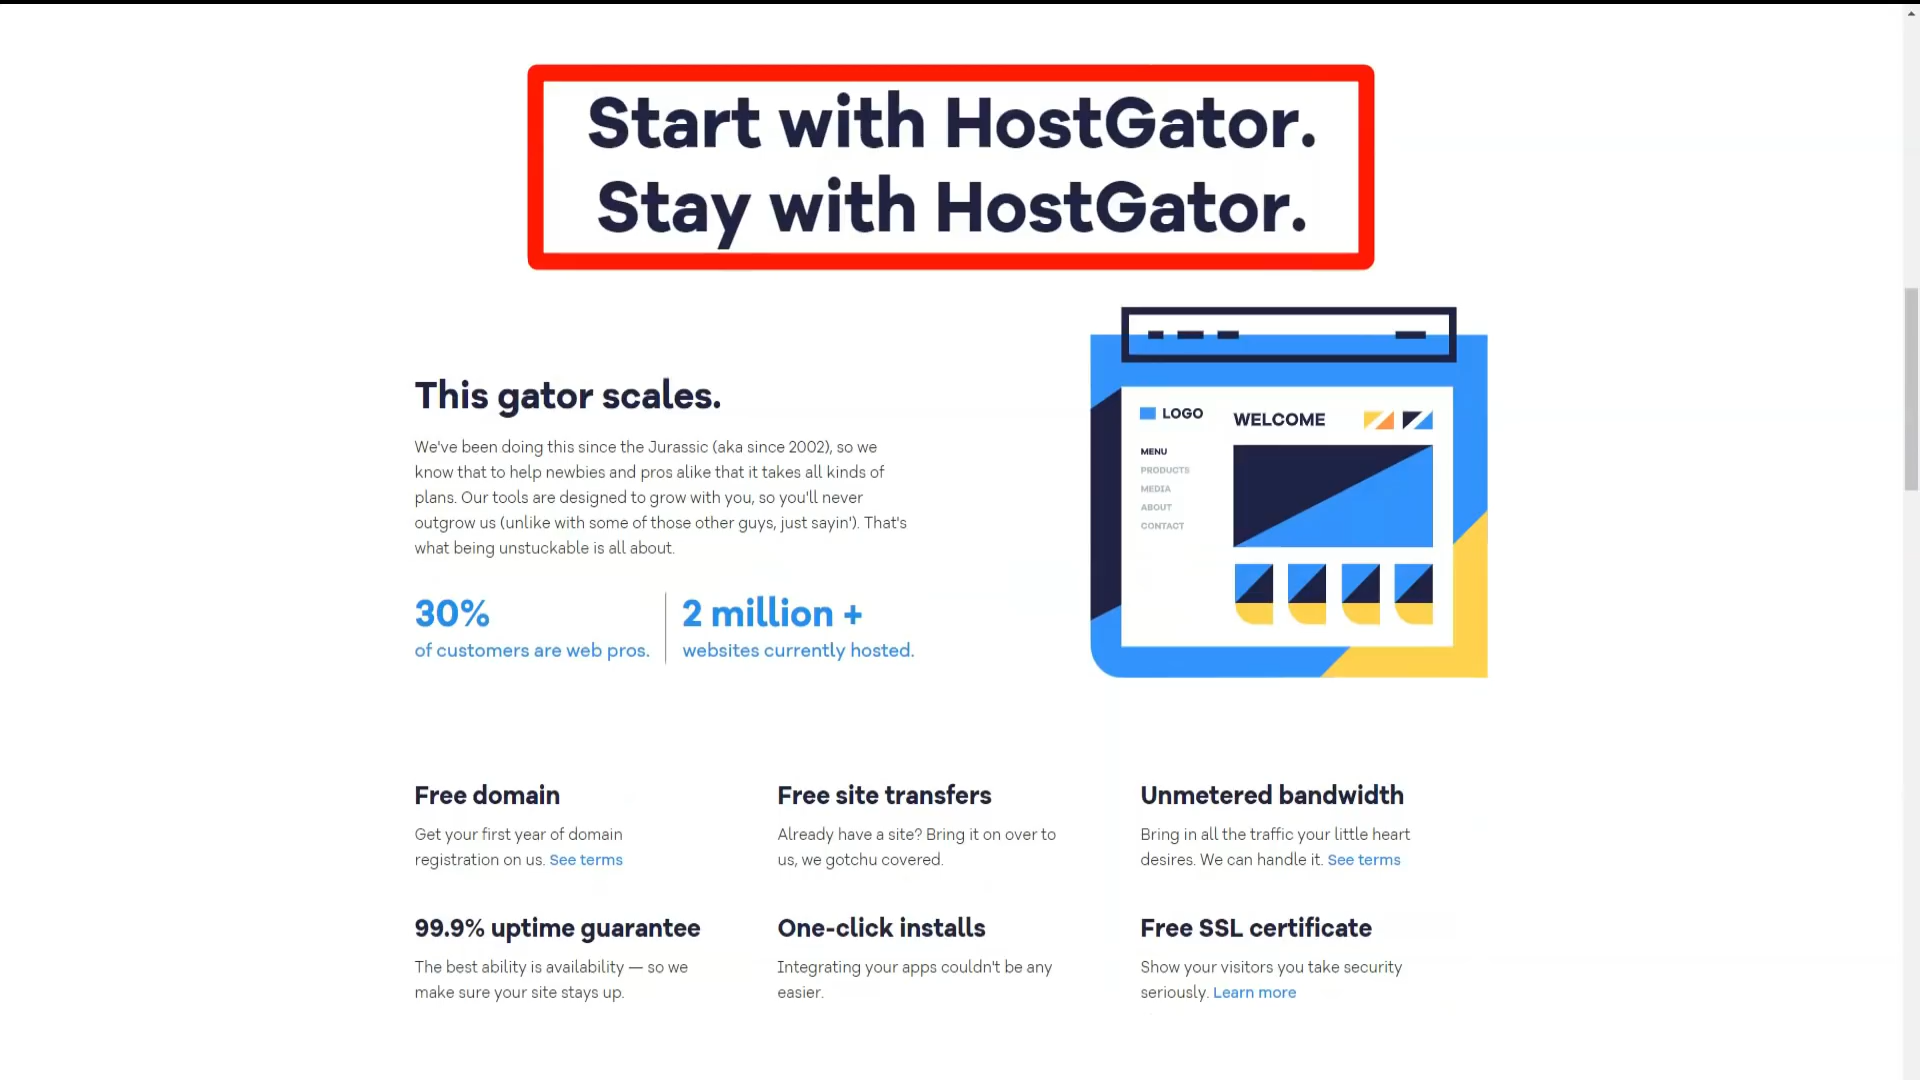 Start with HostGator.
Stay with HostGator.
This gator scales.
We've been doing this since the Jurassic (aka since 2002), so we
know that to help newbies and pros alike that it takes all kinds of
plans. Our tools are designed to grow with you, so you'll never
outgrow us (unlike with some of those other guys, just sayin'). That's
what being unstuckable is all about.
30%
of customers are web pros.
2 million +
websites currently hosted.
LOGO
WELCOME
MENU
PRODUCTS
MEDIA
ABOUT
CONTACT
Free domain
Get your first year of domain
registration on us. See terms
Free site transfers
Already have a site? Bring it on over to
us, we gotchu covered.
Unmetered bandwidth
Bring in all the traffic your little heart
desires. We can handle it. See terms
99.9% uptime guarantee
The best ability is availability — so we
make sure your site stays up.
One-click installs
Integrating your apps couldn't be any
easier.
Free SSL certificate
Show your visitors you take security
seriously. Learn more